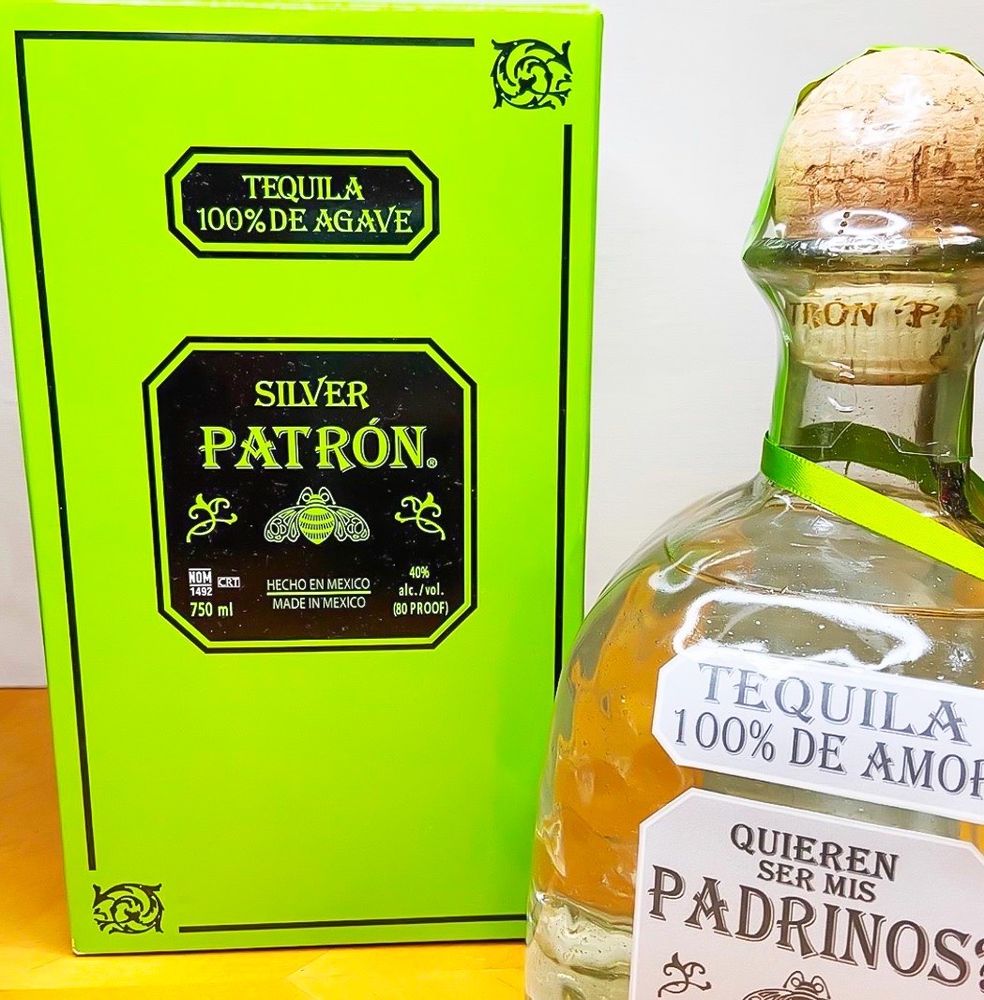 TEQUILA
100% DE AGAVE
SILVER
PATRÓN®
NOM
1492
CRT
750 ml
HECHO EN MEXICO
MADE IN MEXICO
40%
alc./vol.
(80 PROOF)
TRÓN PA
TEQUILA
100% DE AMOR
QUIEREN
SER MIS
PADRINOS?